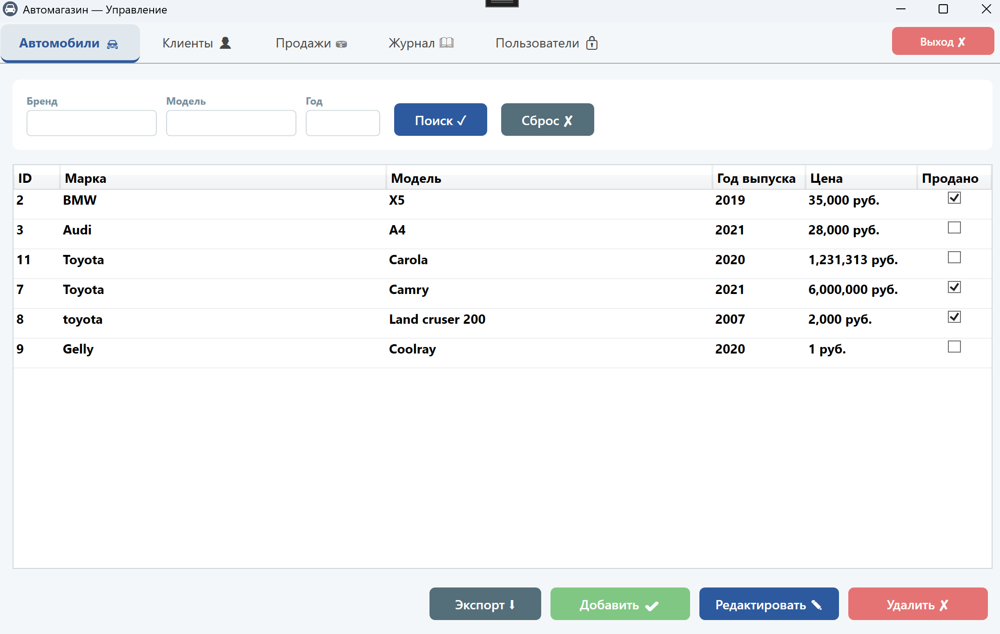 Автомагазин — Управление
Автомобили Клиенты Продажи Журнал Пользователи Выход ✘
Бренд Модель Год
Поиск ✓ Сброс ✘
ID Марка Модель Год выпуска Цена Продано
2 BMW X5 2019 35,000 руб.
3 Audi A4 2021 28,000 руб.
11 Toyota Carola 2020 1,231,313 руб.
7 Toyota Camry 2021 6,000,000 руб.
8 toyota Land cruser 200 2007 2,000 руб.
9 Gelly Coolray 2020 1 руб.
Экспорт Добавить Редактировать Удалить ✘